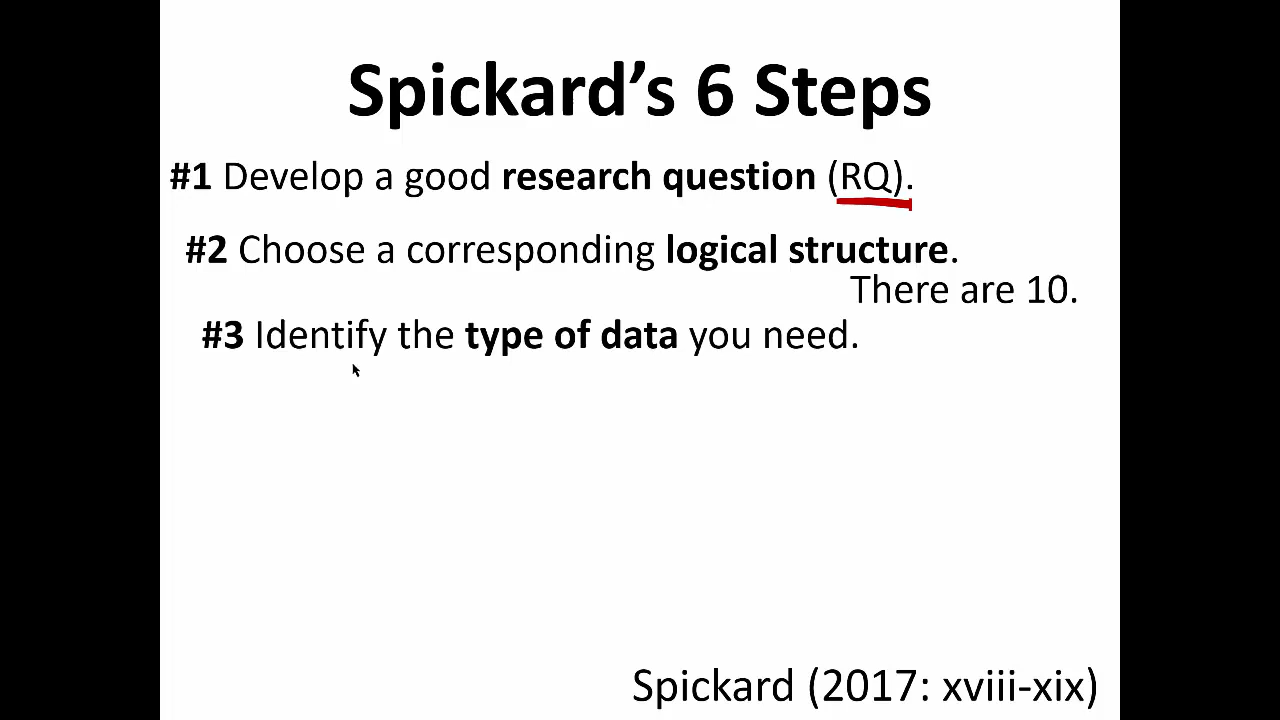 Spickard’s 6 Steps
#1 Develop a good research question (RQ).
#2 Choose a corresponding logical structure.
There are 10.
#3 Identify the type of data you need.
Spickard (2017: xviii-xix)